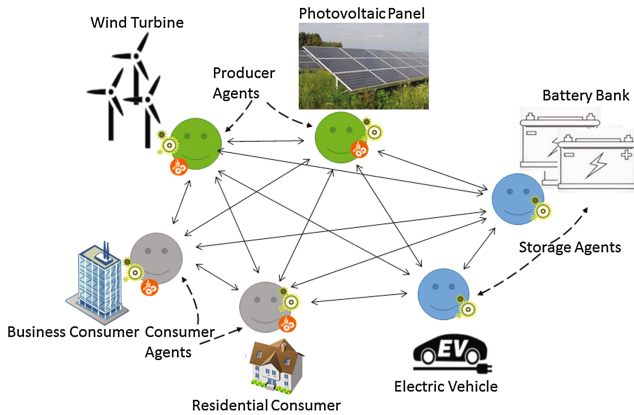 Photovoltaic Panel
Wind Turbine
Producer
Agents
Battery Bank
Storage Agents
Business Consumer
Consumer
Agents
EV
Electric Vehicle
Residential Consumer